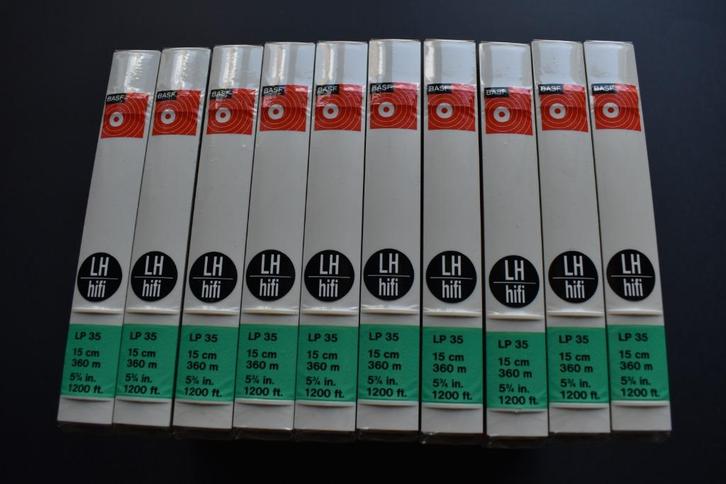 BASF
LH
hifi
LP 35
15 cm
360 m
5¾ in.
1200 ft.
BASF
LH
hifi
LP 35
15 cm
360 m
5¾ in.
1200 ft.
BASF
LH
hifi
LP 35
15 cm
360 m
5¾ in.
1200 ft.
BASF
LH
hifi
LP 35
15 cm
360 m
5¾ in.
1200 ft.
BASF
LH
hifi
LP 35
15 cm
360 m
5¾ in.
1200 ft.
BASF
LH
hifi
LP 35
15 cm
360 m
5¾ in.
1200 ft.
BASF
LH
hifi
LP 35
15 cm
360 m
5¾ in.
1200 ft.
BASF
LH
hifi
LP 35
15 cm
360 m
5¾ in.
1200 ft.
BASF
LH
hifi
LP 35
15 cm
360 m
5¾ in.
1200 ft.
BASF
LH
hifi
LP 35
15 cm
360 m
5¾ in.
1200 ft.